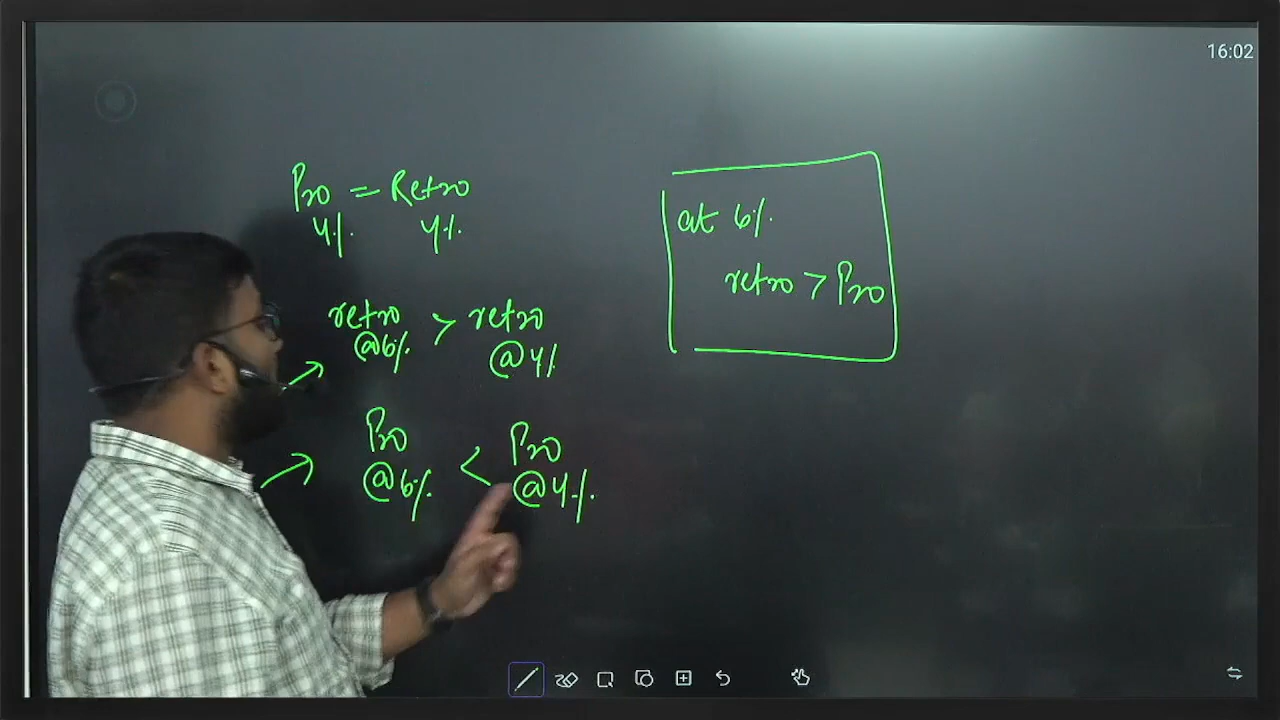 16:02
Pro = Retro
4%. 4%.
retro > retro
@6% @4%
Pro < Pro
@6% @4%.
at 6%.
retro > Pro